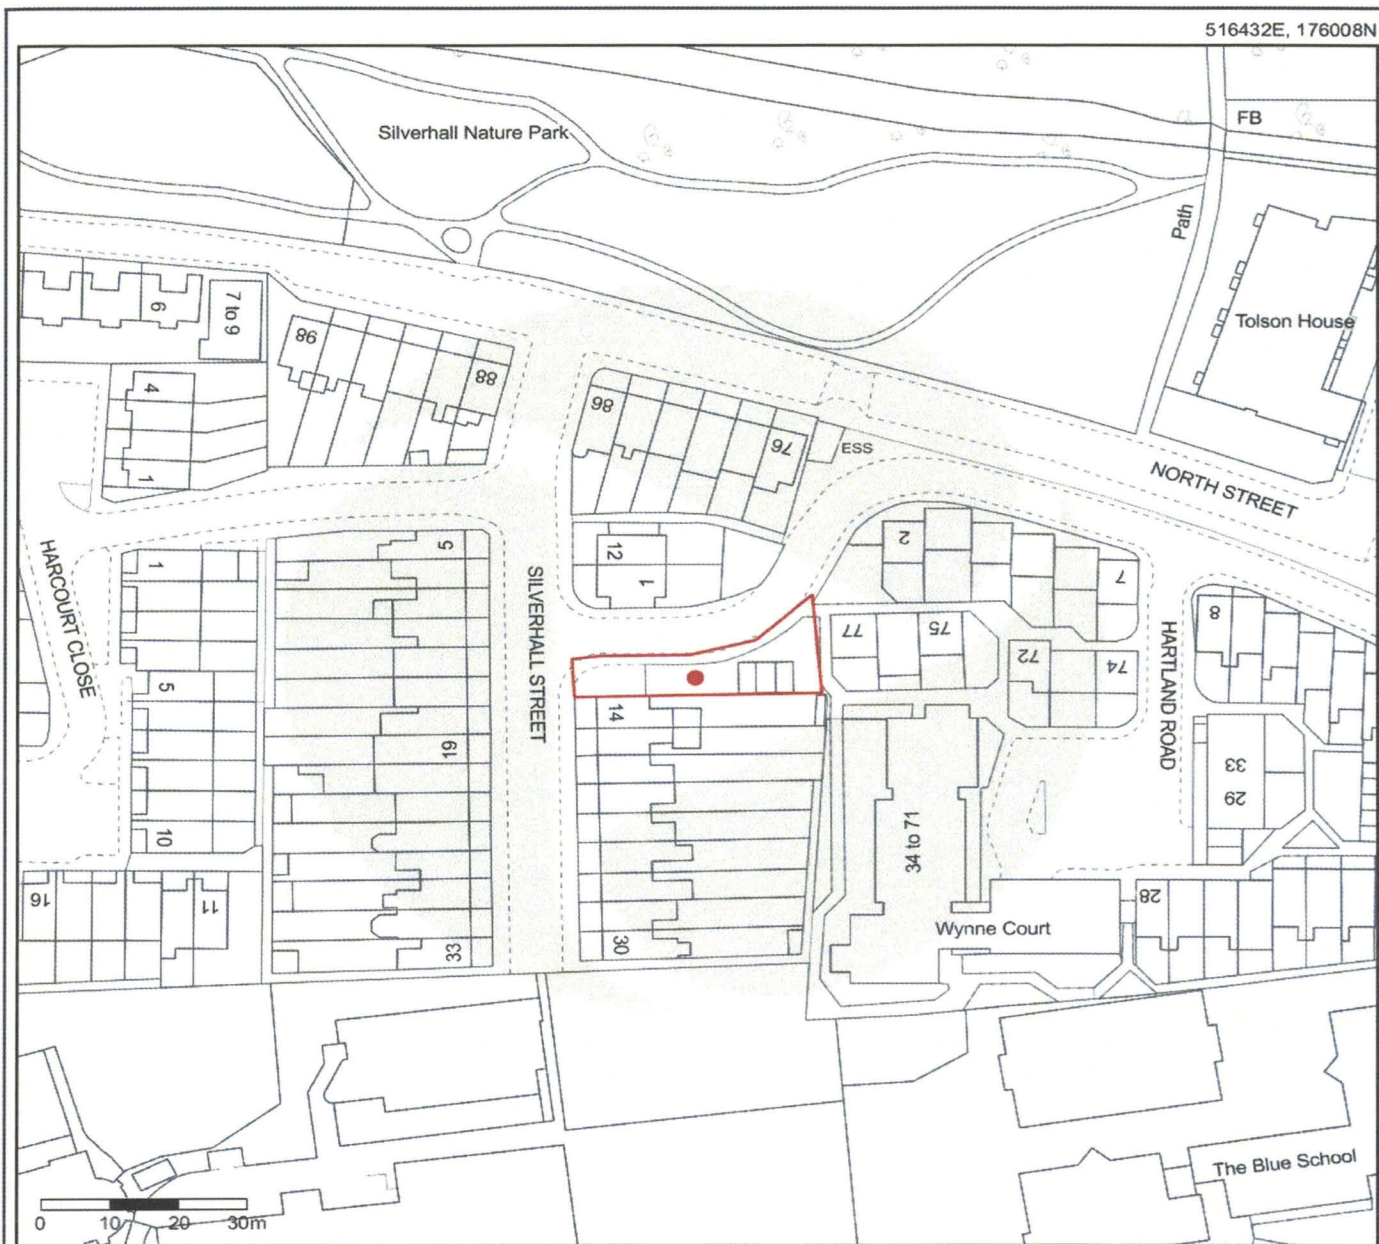 516432E, 176008N
Silverhall Nature Park
FB
Path
Tolson House
6
7 to 9
98
88
4
86
76
ESS
1
NORTH STREET
HARCOURT CLOSE
1
5
SILVERHALL STREET
12
1
2
7
HARTLAND ROAD
8
77
75
72
74
5
14
19
33
29
10
34 to 71
16
11
33
30
Wynne Court
28
The Blue School
0 10 20 30m